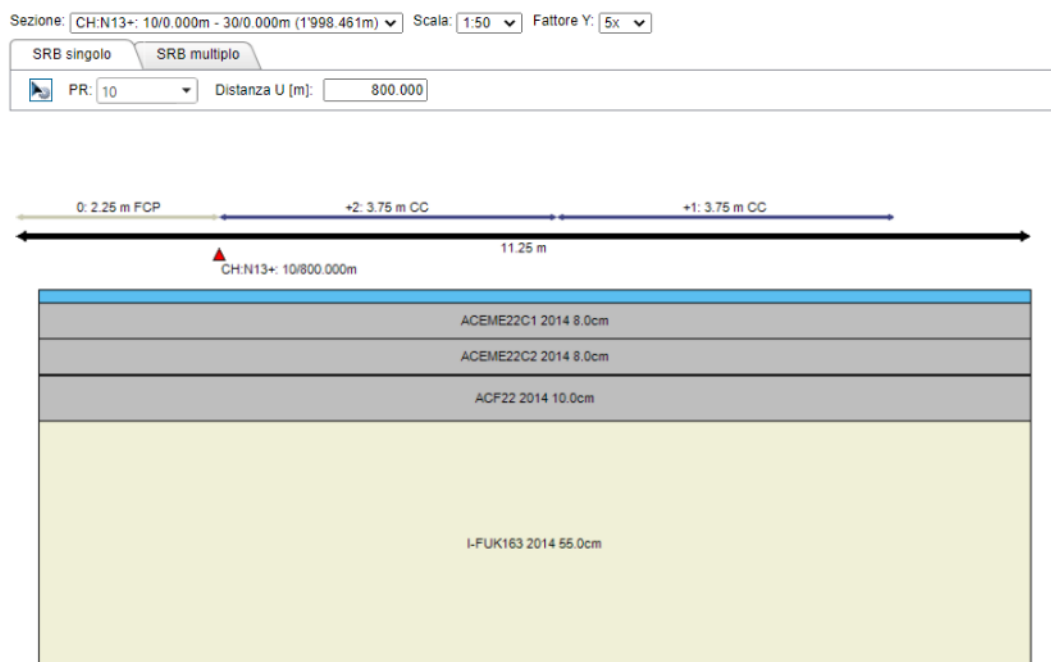 Sezione: CH:N13+: 10/0.000m - 30/0.000m (1'998.461m) Scala: 1:50 Fattore Y: 5x
SRB singolo SRB multiplo
PR: 10 Distanza U [m]: 800.000
0: 2.25 m FCP +2: 3.75 m CC +1: 3.75 m CC
11.25 m
CH:N13+: 10/800.000m
ACEME22C1 2014 8.0cm
ACEME22C2 2014 8.0cm
ACF22 2014 10.0cm
I-FUK163 2014 55.0cm